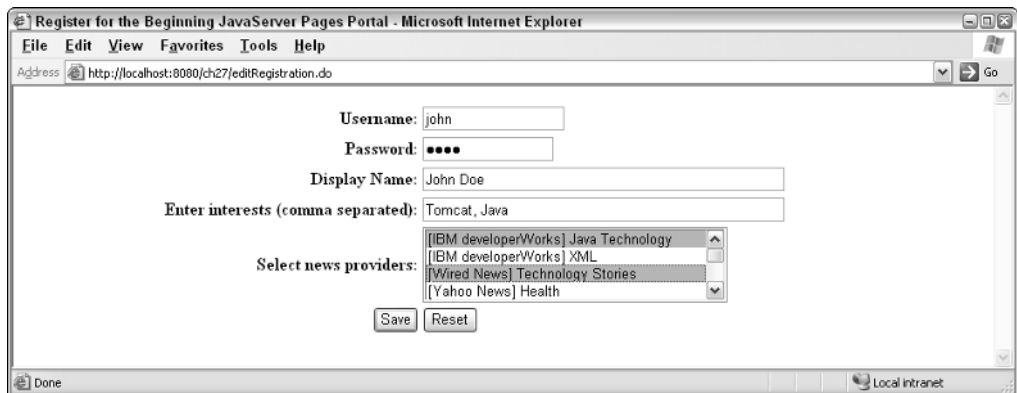 Register for the Beginning JavaServer Pages Portal - Microsoft Internet Explorer
File Edit View Favorites Tools Help
Address http://localhost:8080/ch27/editRegistration.do Go
Username: john
Password: ●●●●
Display Name: John Doe
Enter interests (comma separated): Tomcat, Java
Select news providers:
[IBM developerWorks] Java Technology
[IBM developerWorks] XML
[Wired News] Technology Stories
[Yahoo News] Health
Save Reset
Done Local intranet